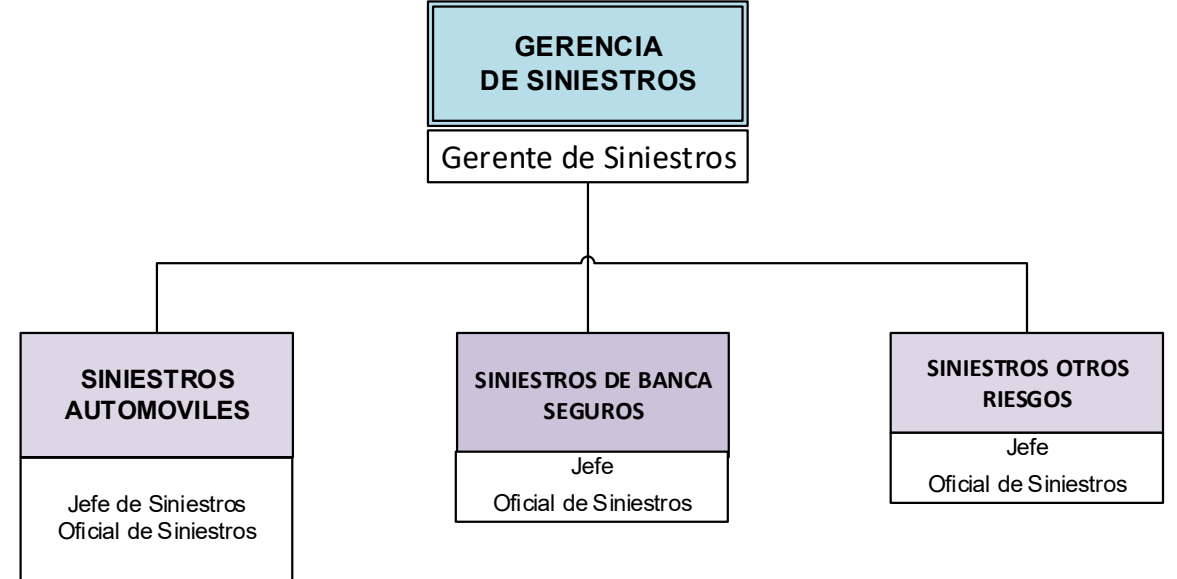 GERENCIA
DE SINIESTROS
Gerente de Siniestros
SINIESTROS
AUTOMOVILES
Jefe de Siniestros
Oficial de Siniestros
SINIESTROS DE BANCA
SEGUROS
Jefe
Oficial de Siniestros
SINIESTROS OTROS
RIESGOS
Jefe
Oficial de Siniestros